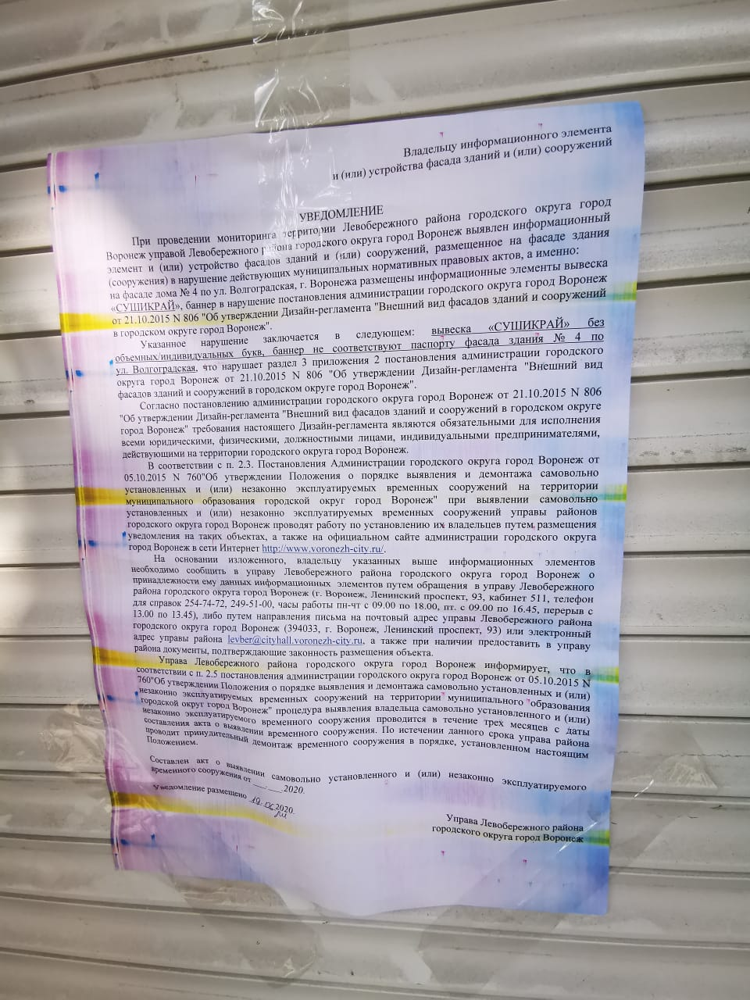 Владельцу информационного элемента
и (или) устройства фасада зданий и (или) сооружений
УВЕДОМЛЕНИЕ
При проведении мониторинга территории Левобережного района городского округа город
Воронеж управой Левобережного района городского округа город Воронеж выявлен информационный
элемент и (или) устройство фасадов зданий и (или) сооружений, размещенное на фасаде здания
(сооружения) в нарушение действующих муниципальных нормативных правовых актов, а именно:
на фасаде дома № 4 по ул. Волгоградская, г. Воронежа размещены информационные элементы вывеска
«СУШИКРАЙ», баннер в нарушение постановления администрации городского округа город Воронеж
от 21.10.2015 N 806 "Об утверждении Дизайн-регламента "Внешний вид фасадов зданий и сооружений
в городском округе город Воронеж".
Указанное нарушение заключается в следующем: вывеска «СУШИКРАЙ» без
объемных/индивидуальных букв, баннер не соответствуют паспорту фасада здания № 4 по
ул. Волгоградская, что нарушает раздел 3 приложения 2 постановления администрации городского
округа город Воронеж от 21.10.2015 N 806 "Об утверждении Дизайн-регламента "Внешний вид
фасадов зданий и сооружений в городском округе город Воронеж".
Согласно постановлению администрации городского округа город Воронеж от 21.10.2015 N 806
"Об утверждении Дизайн-регламента "Внешний вид фасадов зданий и сооружений в городском округе
город Воронеж" требования настоящего Дизайн-регламента являются обязательными для исполнения
всеми юридическими, физическими, должностными лицами, индивидуальными предпринимателями,
действующими на территории городского округа город Воронеж.
В соответствии с п. 2.3. Постановления Администрации городского округа город Воронеж от
05.10.2015 N 760"Об утверждении Положения о порядке выявления и демонтажа самовольно
установленных и (или) незаконно эксплуатируемых временных сооружений на территории
муниципального образования городской округ город Воронеж" при выявлении самовольно
установленных и (или) незаконно эксплуатируемых временных сооружений управы районов
городского округа город Воронеж проводят работу по установлению их владельцев путем размещения
уведомления на таких объектах, а также на официальном сайте администрации городского округа
город Воронеж в сети Интернет http://www.voronezh-city.ru/.
На основании изложенного, владельцу указанных выше информационных элементов
необходимо сообщить в управу Левобережного района городского округа город Воронеж о
принадлежности ему данных информационных элементов путем обращения в управу Левобережного
района городского округа город Воронеж (г. Воронеж, Ленинский проспект, 93, кабинет 511, телефон
для справок 254-74-72, 249-51-00, часы работы пн-чт с 09.00 по 18.00, пт. с 09.00 по 16.45, перерыв с
13.00 по 13.45), либо путем направления письма на почтовый адрес управы Левобережного района
городского округа город Воронеж (394033, г. Воронеж, Ленинский проспект, 93) или электронный
адрес управы района levber@cityhall.voronezh-city.ru, а также при наличии предоставить в управу
района документы, подтверждающие законность размещения объекта.
Управа Левобережного района городского округа город Воронеж информирует, что в
соответствии с п. 2.5 постановления администрации городского округа город Воронеж от 05.10.2015 N
760"Об утверждении Положения о порядке выявления и демонтажа самовольно установленных и (или)
незаконно эксплуатируемых временных сооружений на территории муниципального образования
городской округ город Воронеж" процедура выявления владельца самовольно установленного и (или)
незаконно эксплуатируемого временного сооружения проводится в течение трех месяцев с даты
составления акта о выявлении временного сооружения. По истечении данного срока управа района
проводит принудительный демонтаж временного сооружения в порядке, установленном настоящим
Положением.
Составлен акт о выявлении самовольно установленного и (или) незаконно эксплуатируемого
временного сооружения от ___.___.2020.
Уведомление размещено 2020.
Управа Левобережного района
городского округа город Воронеж